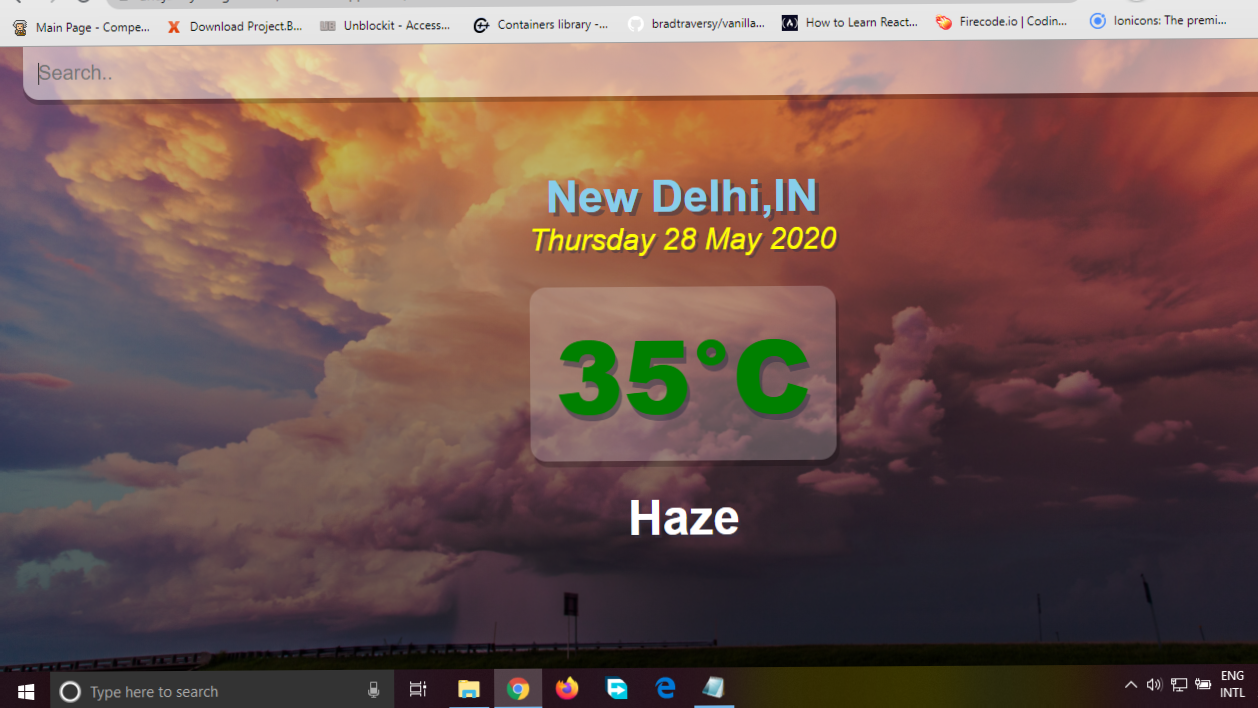 Main Page - Compe... Download Project.B... Unblockit - Access... Containers library -... bradtraversy/vanilla... How to Learn React... Firecode.io | Codin... Ionicons: The premi...
Search..
New Delhi,IN
Thursday 28 May 2020
35°C
Haze
Type here to search
ENG
INTL